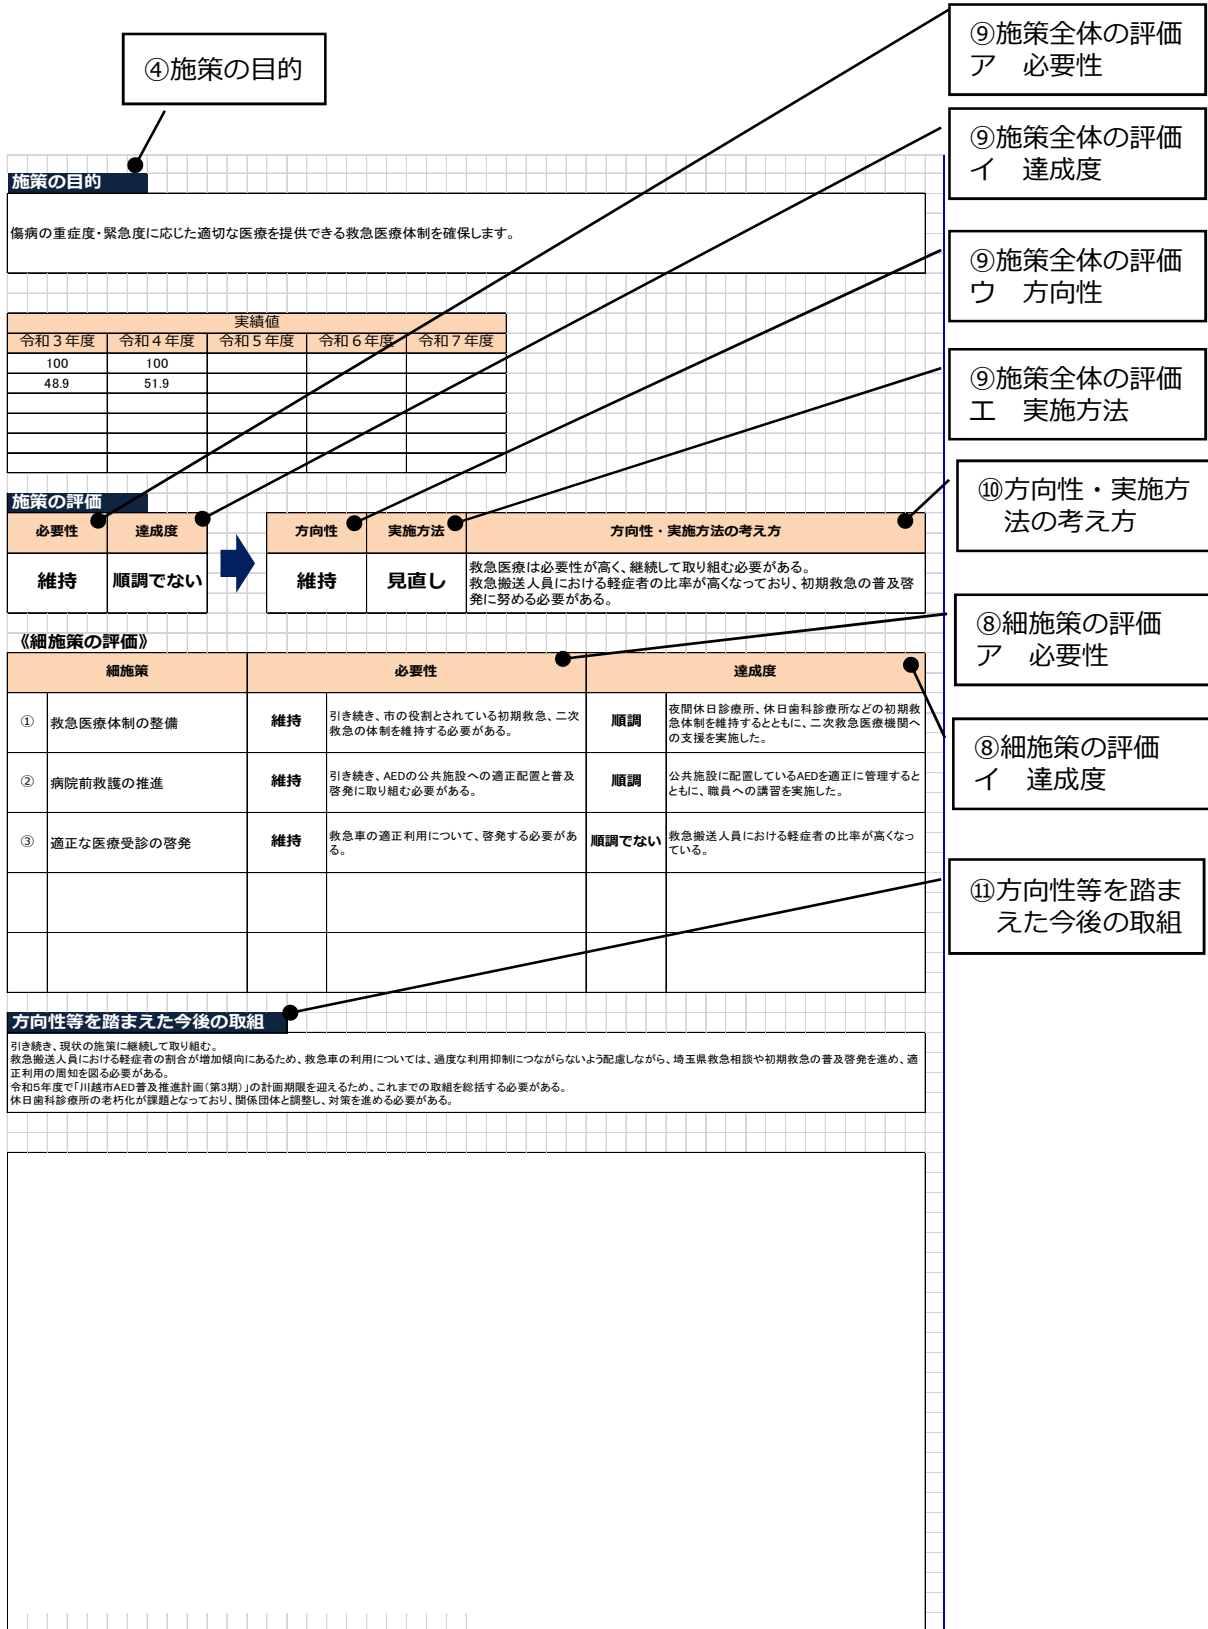 ④施策の目的
⑨施策全体の評価
ア　必要性
⑨施策全体の評価
イ　達成度
⑨施策全体の評価
ウ　方向性
⑨施策全体の評価
エ　実施方法
⑩方向性・実施方
法の考え方
⑧細施策の評価
ア　必要性
⑧細施策の評価
イ　達成度
⑪方向性等を踏ま
えた今後の取組
施策の目的
傷病の重症度・緊急度に応じた適切な医療を提供できる救急医療体制を確保します。
実績値
令和３年度 令和４年度 令和５年度 令和６年度 令和７年度
100 100
48.9 51.9
施策の評価
必要性 達成度 方向性 実施方法 方向性・実施方法の考え方
維持 順調でない 維持 見直し
救急医療は必要性が高く、継続して取り組む必要がある。
救急搬送人員における軽症者の比率が高くなっており、初期救急の普及啓
発に努める必要がある。
《細施策の評価》
細施策 必要性 達成度
① 救急医療体制の整備 維持
引き続き、市の役割とされている初期救急、二次
救急の体制を維持する必要がある。
順調
夜間休日診療所、休日歯科診療所などの初期救
急体制を維持するとともに、二次救急医療機関へ
の支援を実施した。
② 病院前救護の推進 維持
引き続き、AEDの公共施設への適正配置と普及
啓発に取り組む必要がある。
順調
公共施設に配置しているAEDを適正に管理すると
ともに、職員への講習を実施した。
③ 適正な医療受診の啓発 維持
救急車の適正利用について、啓発する必要があ
る。
順調でない
救急搬送人員における軽症者の比率が高くなっ
ている。
方向性等を踏まえた今後の取組
引き続き、現状の施策に継続して取り組む。
救急搬送人員における軽症者の割合が増加傾向にあるため、救急車の利用については、過度な利用抑制につながらないよう配慮しながら、埼玉県救急相談や初期救急の普及啓発を進め、適
正利用の周知を図る必要がある。
令和5年度で「川越市AED普及推進計画（第3期）」の計画期限を迎えるため、これまでの取組を総括する必要がある。
休日歯科診療所の老朽化が課題となっており、関係団体と調整し、対策を進める必要がある。